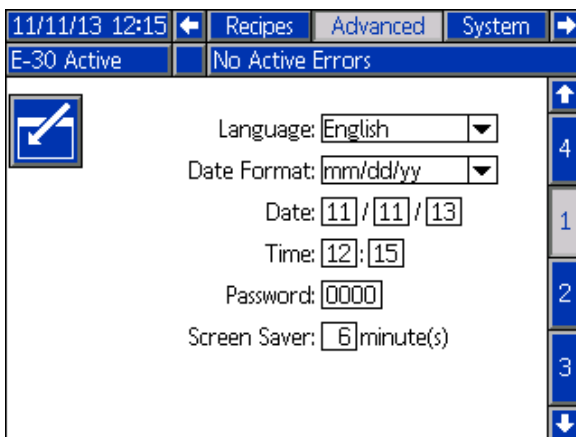 11/11/13 12:15 Recipes Advanced System
E-30 Active No Active Errors
Language: English
4
Date Format: mm/dd/yy
Date: 11 / 11 / 13
1
Time: 12 : 15
Password: 0000
2
Screen Saver: 6 minute(s)
3